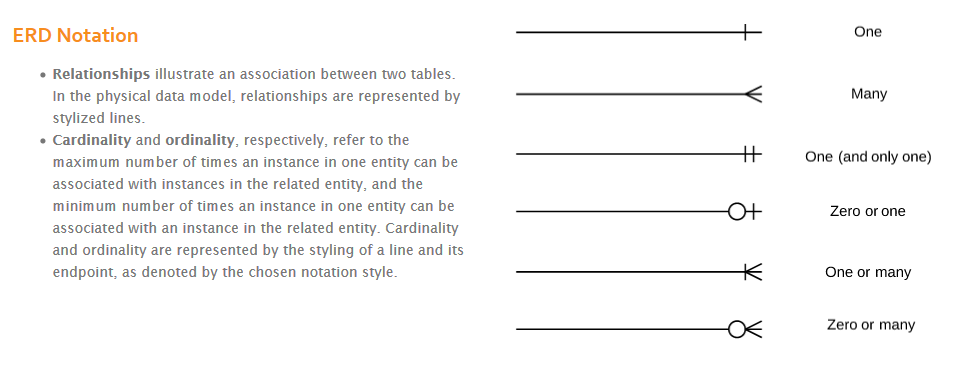 ERD Notation
• Relationships illustrate an association between two tables.
In the physical data model, relationships are represented by
stylized lines.
• Cardinality and ordinality, respectively, refer to the
maximum number of times an instance in one entity can be
associated with instances in the related entity, and the
minimum number of times an instance in one entity can be
associated with an instance in the related entity. Cardinality
and ordinality are represented by the styling of a line and its
endpoint, as denoted by the chosen notation style.
One
Many
One (and only one)
Zero or one
One or many
Zero or many